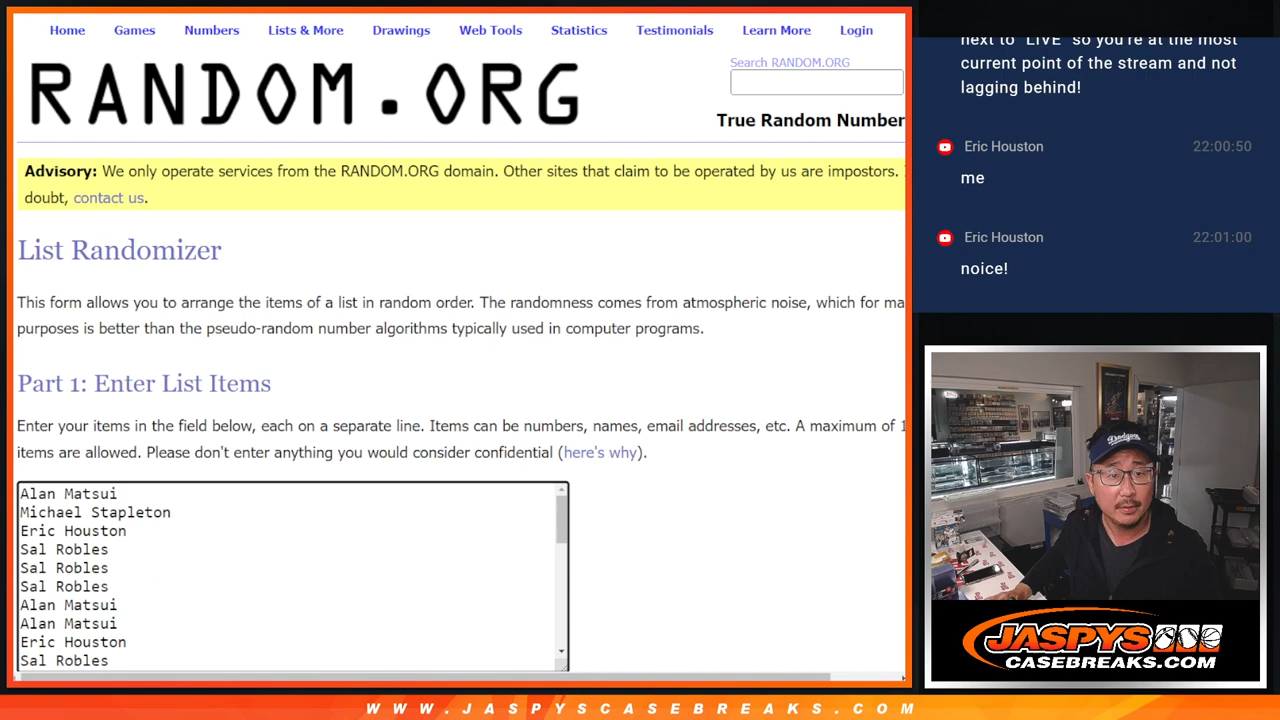 Home Games Numbers Lists & More Drawings Web Tools Statistics Testimonials Learn More Login
RANDOM.ORG
Search RANDOM.ORG
True Random Number
Advisory: We only operate services from the RANDOM.ORG domain. Other sites that claim to be operated by us are impostors.
doubt, contact us.
List Randomizer
This form allows you to arrange the items of a list in random order. The randomness comes from atmospheric noise, which for ma
purposes is better than the pseudo-random number algorithms typically used in computer programs.
Part 1: Enter List Items
Enter your items in the field below, each on a separate line. Items can be numbers, names, email addresses, etc. A maximum of 1
items are allowed. Please don't enter anything you would consider confidential (here's why).
Alan Matsui
Michael Stapleton
Eric Houston
Sal Robles
Sal Robles
Sal Robles
Alan Matsui
Alan Matsui
Eric Houston
Sal Robles
next to "LIVE" so you're at the most
current point of the stream and not
lagging behind!
Eric Houston 22:00:50
me
Eric Houston 22:01:00
noice!
Dodgers
JASPYS
CASEBREAKS.COM
WWW.JASPYSCASEBREAKS.COM